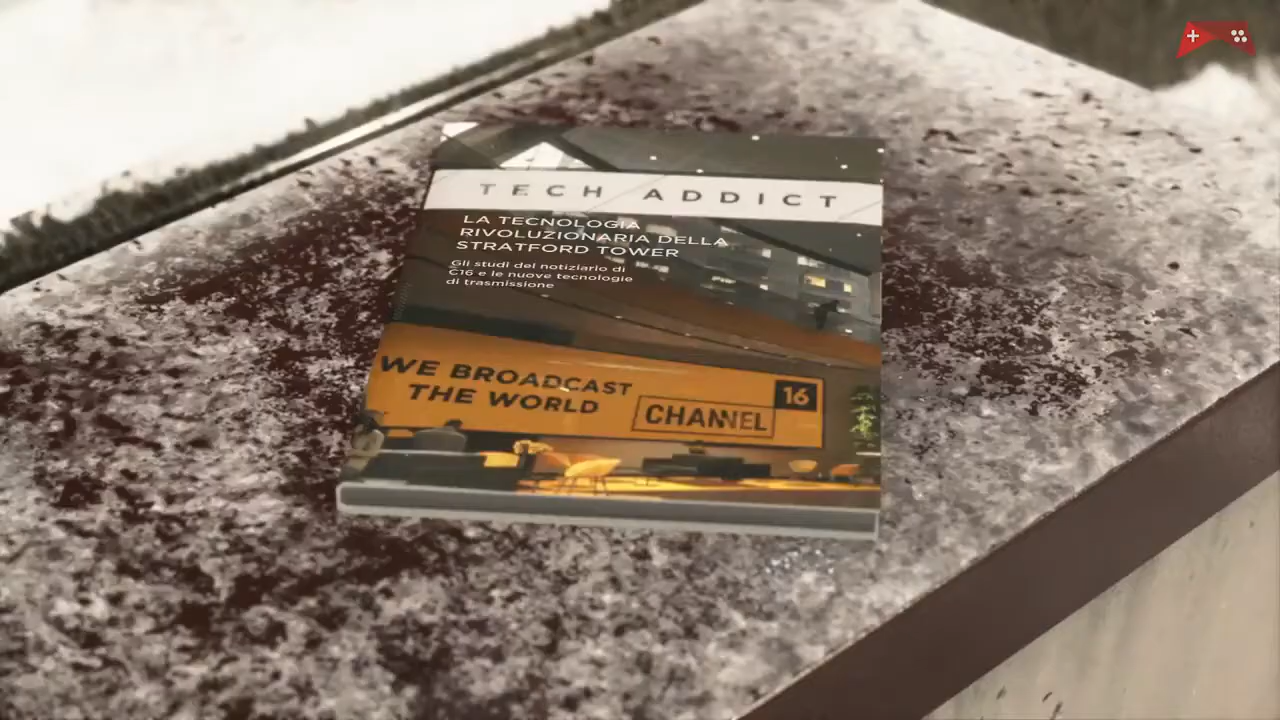 TECH ADDICT
LA TECNOLOGIA
RIVOLUZIONARIA DELLA
STRATFORD TOWER
Gli studi del notiziario di
C16 e le nuove tecnologie
di trasmissione
WE BROADCAST
THE WORLD
CHANNEL
16